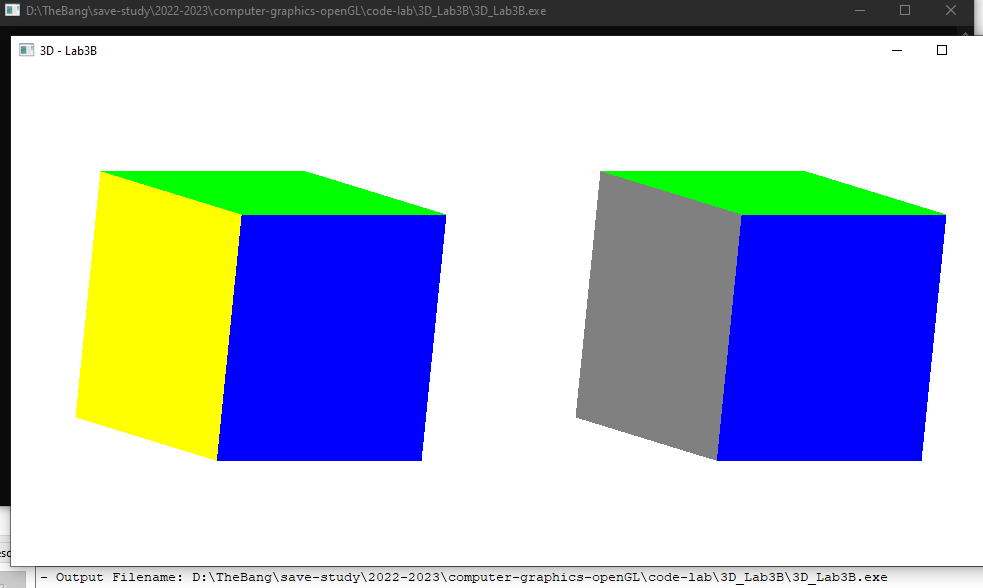 D:\TheBang\save-study\2022-2023\computer-graphics-openGL\code-lab\3D_Lab3B\3D_Lab3B.exe
3D - Lab3B
- Output Filename: D:\TheBang\save-study\2022-2023\computer-graphics-openGL\code-lab\3D_Lab3B\3D_Lab3B.exe